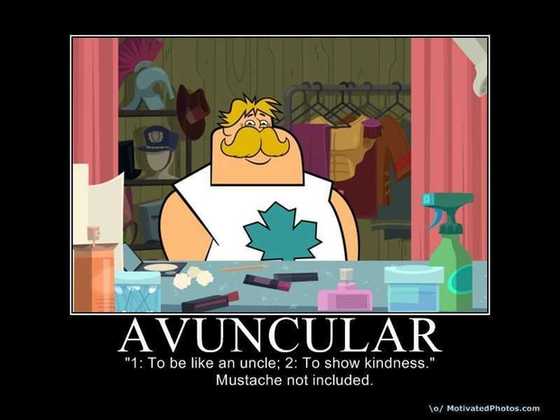 AVUNCULAR
"1: To be like an uncle; 2: To show kindness."
Mustache not included.
\o/ MotivatedPhotos.com